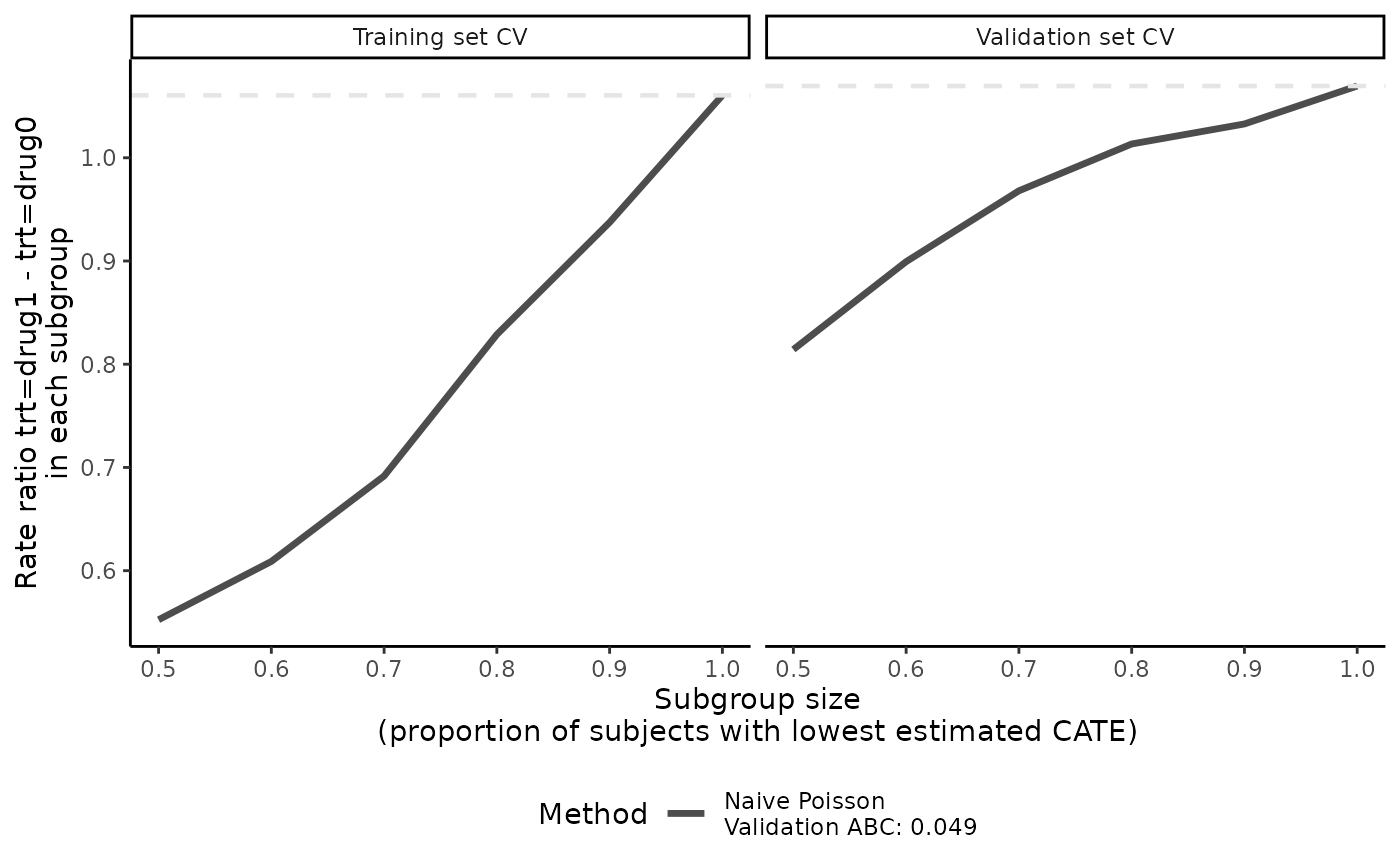 Training set CV
Validation set CV
Rate ratio trt=drug1 - trt=drug0
in each subgroup
1.0
0.9
0.8
0.7
0.6
0.5 0.6 0.7 0.8 0.9 1.0
0.5 0.6 0.7 0.8 0.9 1.0
Subgroup size
(proportion of subjects with lowest estimated CATE)
Method
Naive Poisson
Validation ABC: 0.049